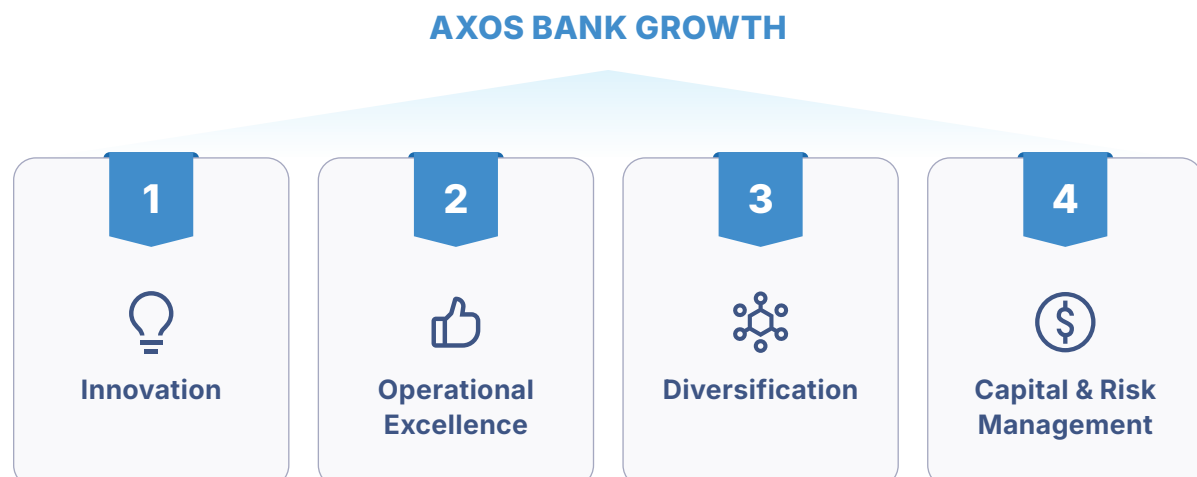 AXOS BANK GROWTH
1
Innovation
2
Operational
Excellence
3
Diversification
4
Capital & Risk
Management